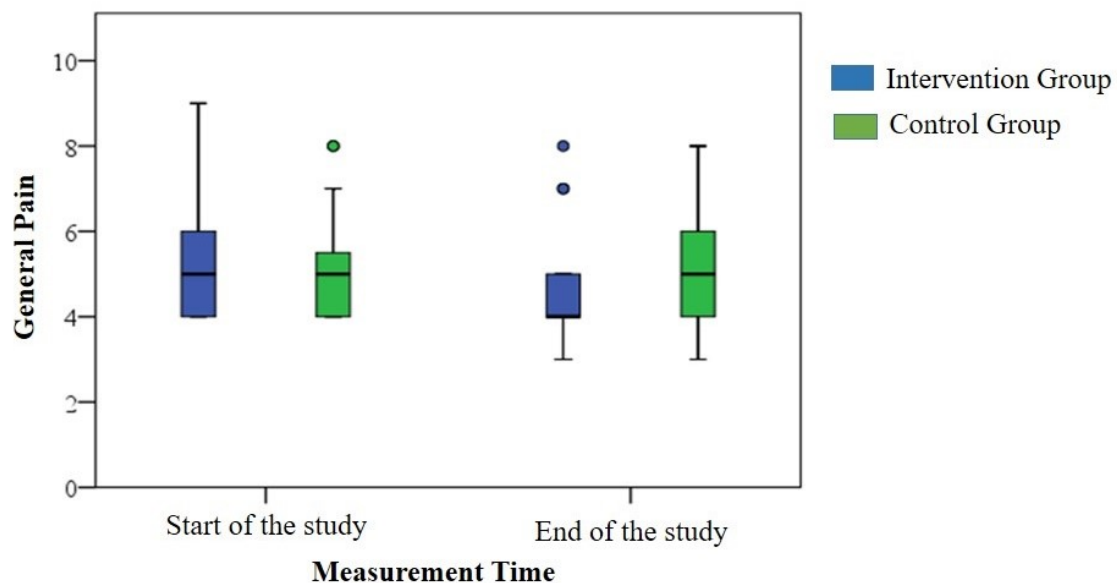 10
8
6
4
2
0
General Pain
Start of the study
End of the study
Measurement Time
Intervention Group
Control Group